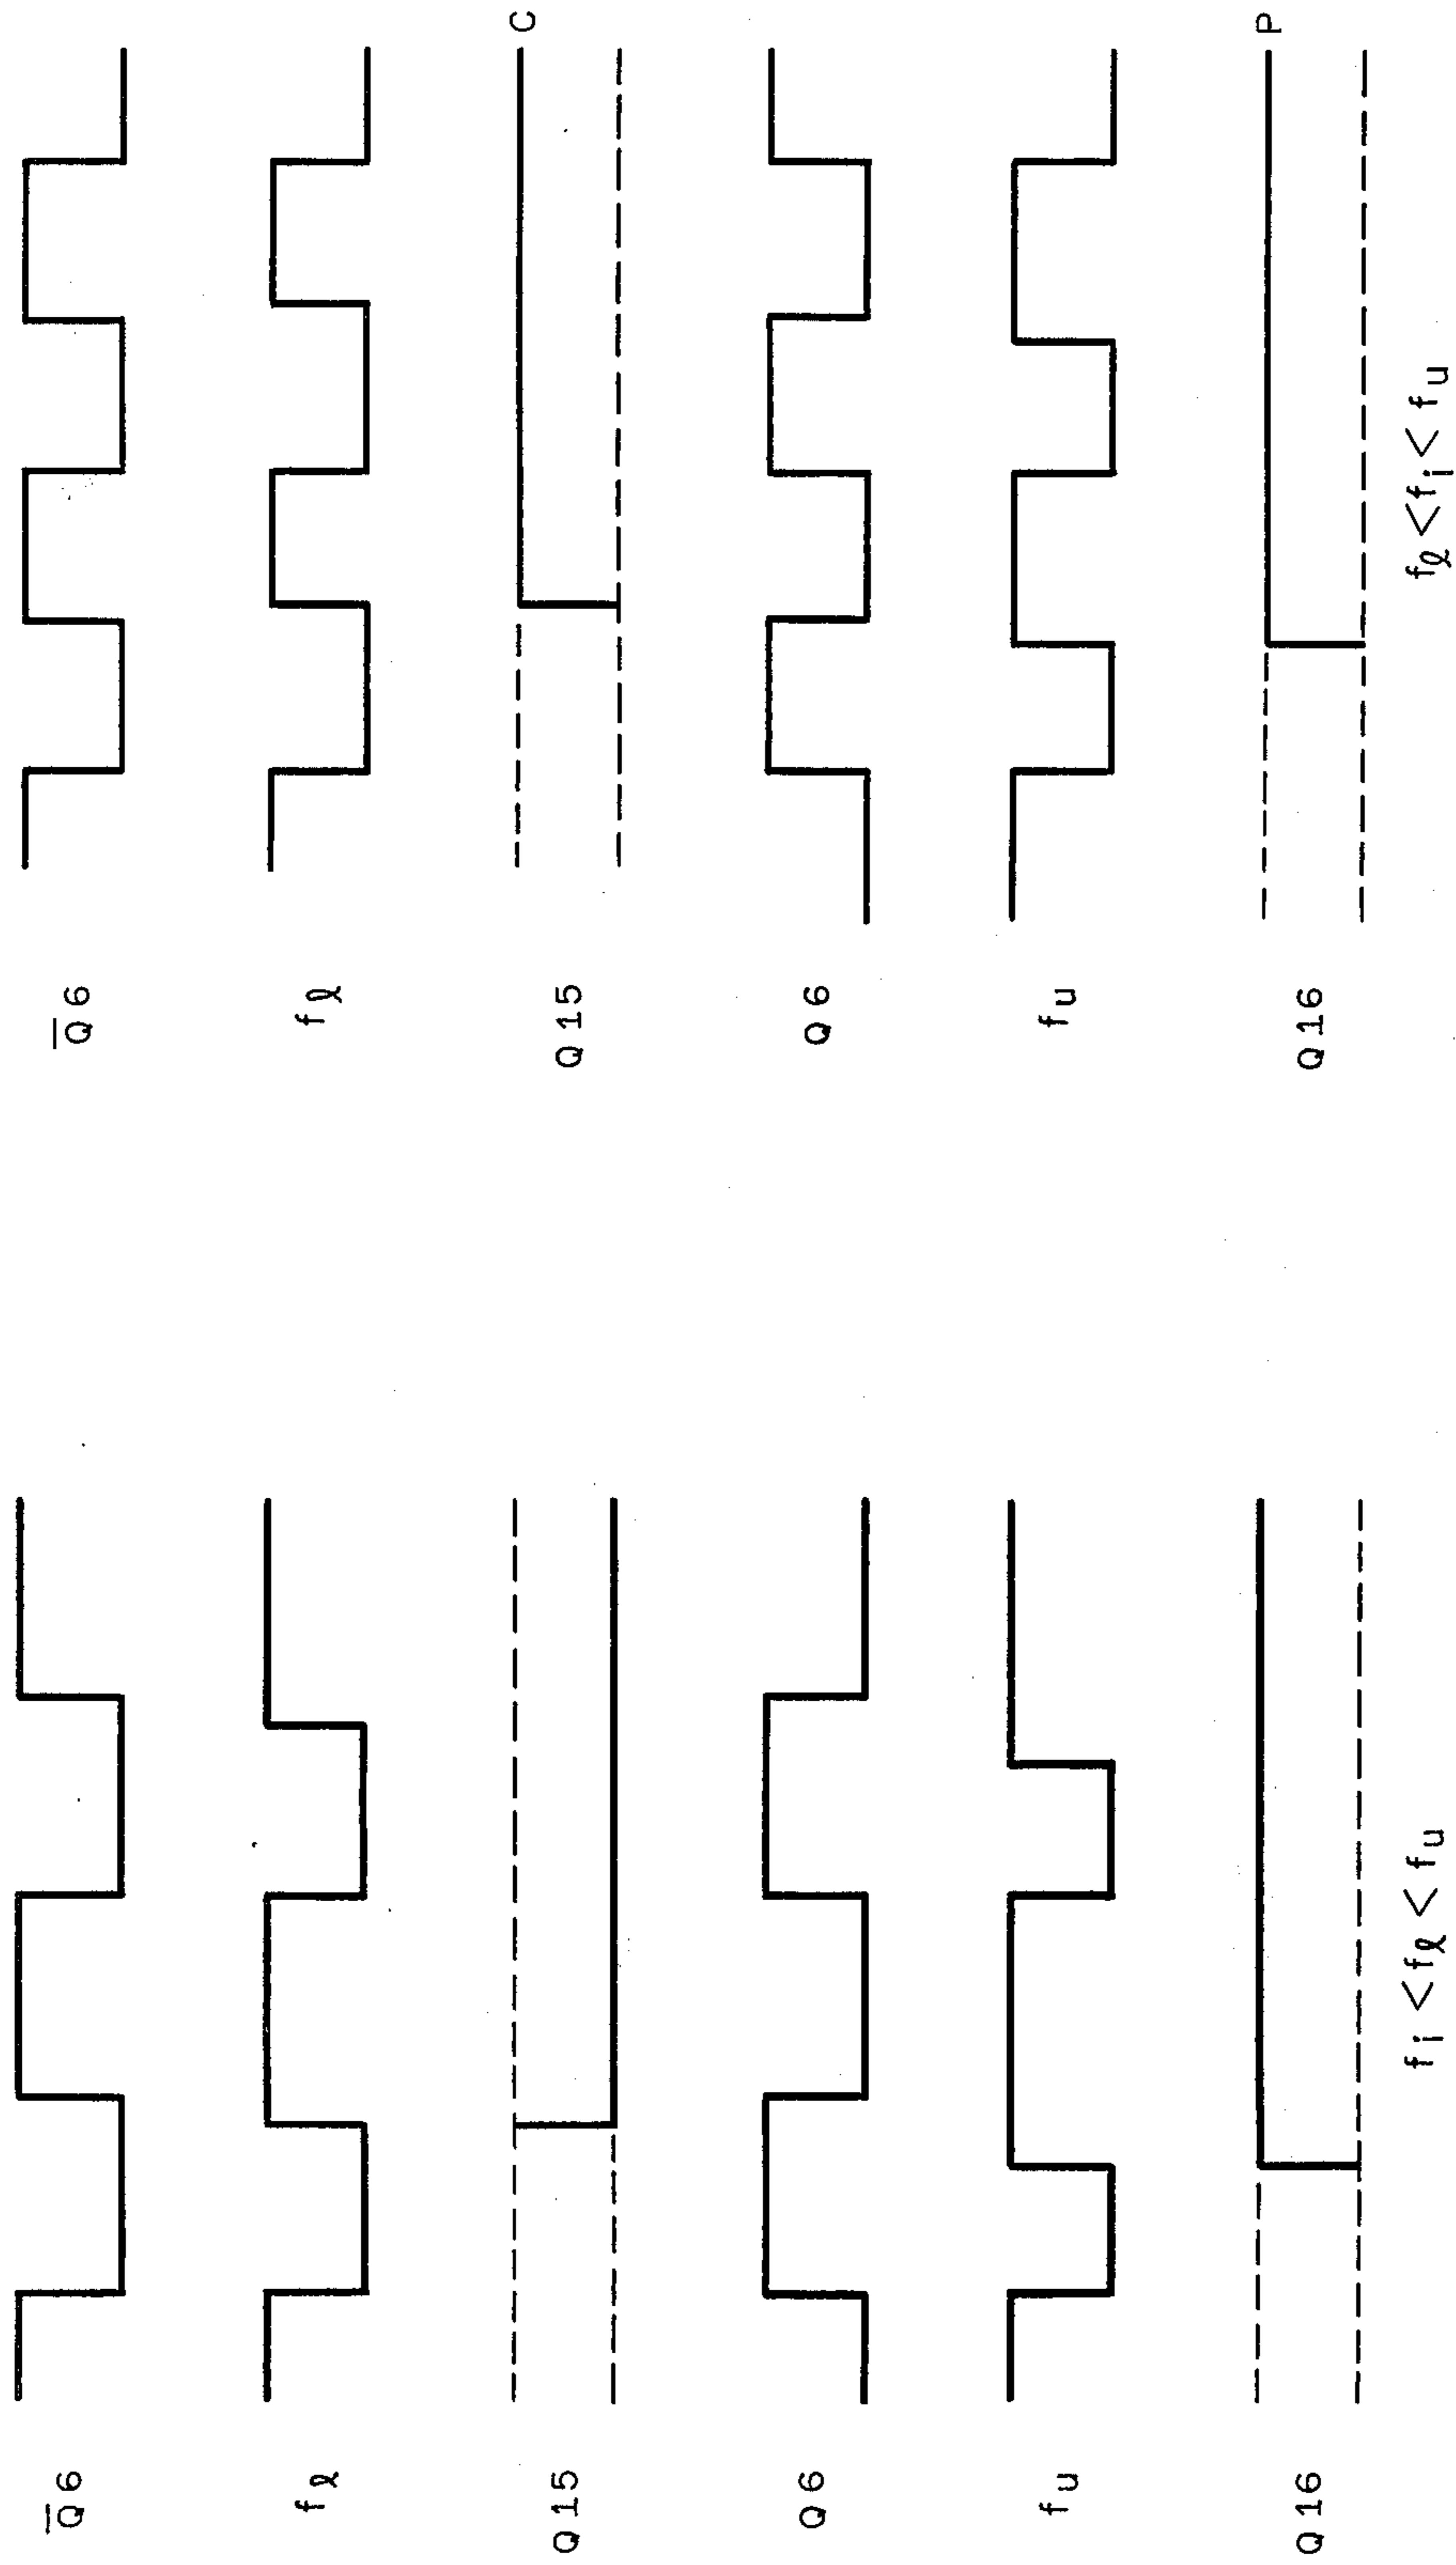 Q̅6
fℓ
Q15
Q6
fu
Q16
fi < fℓ < fu
Q̅6
fℓ
Q15
C
Q6
fu
Q16
P
fℓ < fi < fu